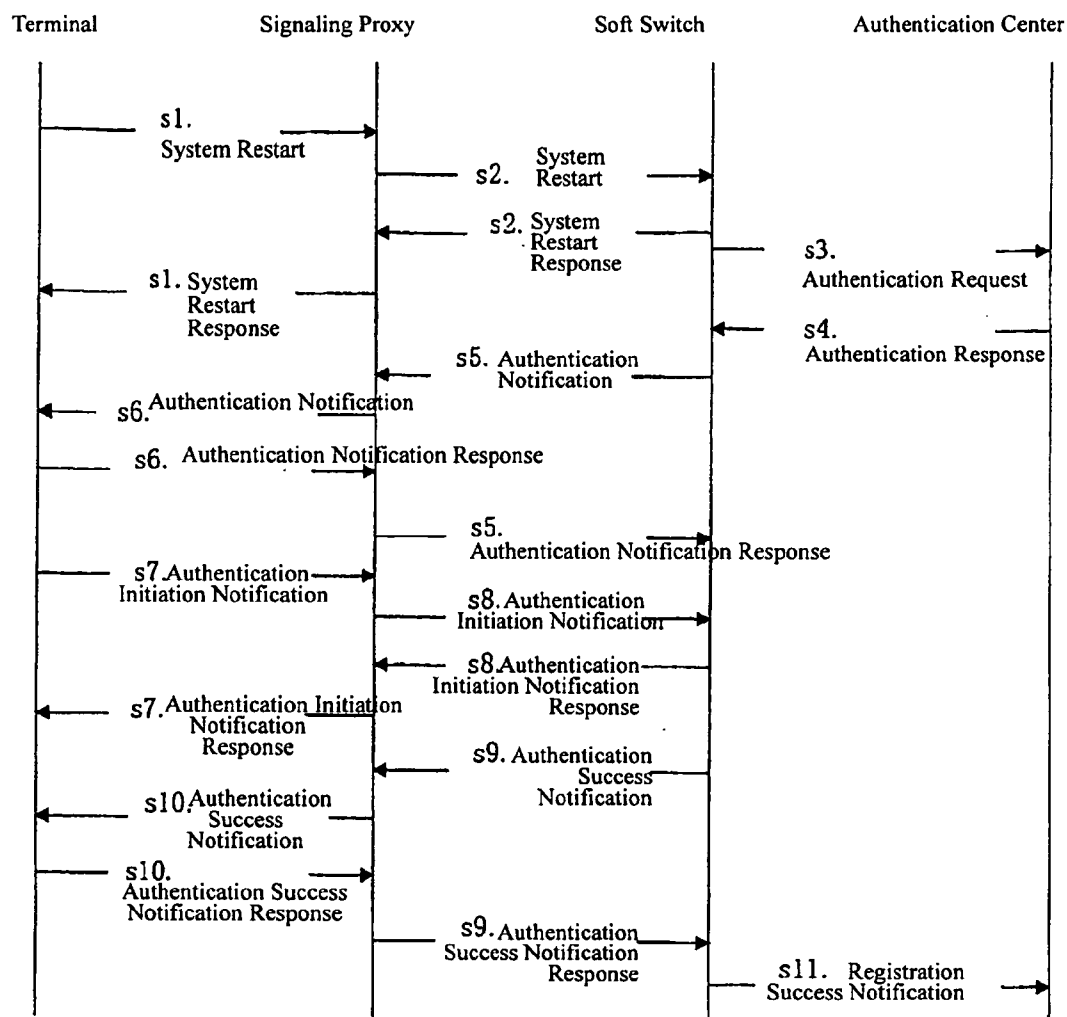 Terminal
Signaling Proxy
Soft Switch
Authentication Center
s1.
System Restart
s2. System
Restart
s2. System
Restart
Response
s3.
Authentication Request
s1. System
Restart
Response
s4.
Authentication Response
s5. Authentication
Notification
s6. Authentication Notification
s6. Authentication Notification Response
s5.
Authentication Notification Response
s7. Authentication
Initiation Notification
s8. Authentication
Initiation Notification
s8. Authentication
Initiation Notification
Response
s7. Authentication Initiation
Notification
Response
s9. Authentication
Success
Notification
s10. Authentication
Success
Notification
s10.
Authentication Success
Notification Response
s9. Authentication
Success Notification
Response
s11. Registration
Success Notification